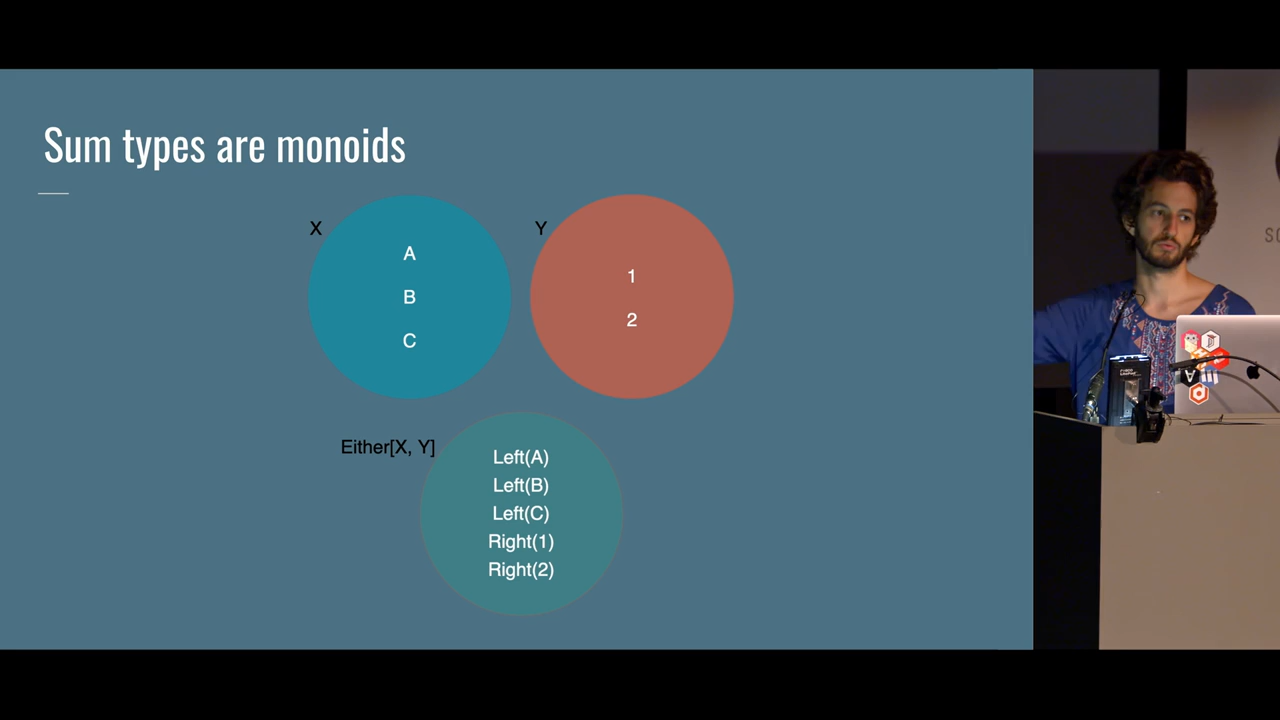 Sum types are monoids
X
A
B
C
Y
1
2
Either[X, Y]
Left(A)
Left(B)
Left(C)
Right(1)
Right(2)